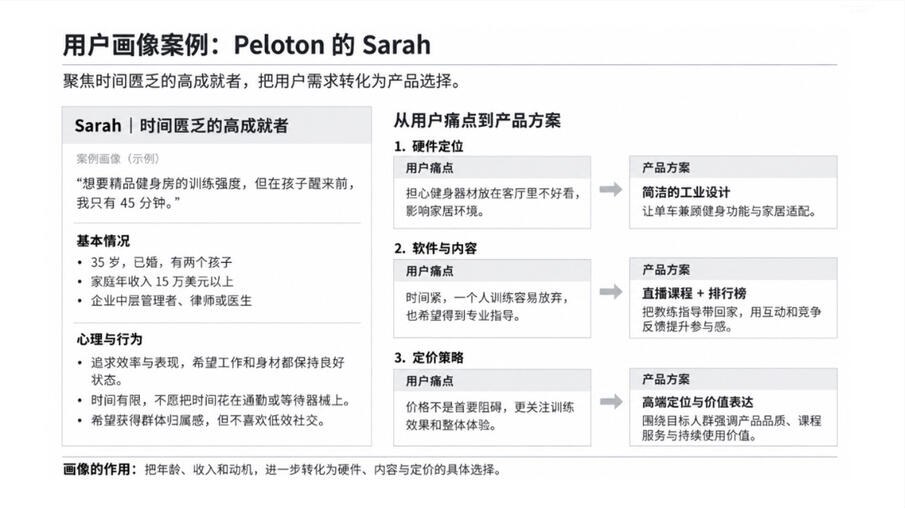 用户画像案例：Peloton 的 Sarah
聚焦时间匮乏的高成就者，把用户需求转化为产品选择。
Sarah｜时间匮乏的高成就者
案例画像（示例）
“想要精品健身房的训练强度，但在孩子醒来前，
我只有 45 分钟。”
基本情况
• 35 岁，已婚，有两个孩子
• 家庭年收入 15 万美元以上
• 企业中层管理者、律师或医生
心理与行为
• 追求效率与表现，希望工作和身材都保持良好
状态。
• 时间有限，不愿把时间花在通勤或等待器械上。
• 希望获得群体归属感，但不喜欢低效社交。
从用户痛点到产品方案
1. 硬件定位
用户痛点
担心健身器材放在客厅里不好看，
影响家居环境。
产品方案
简洁的工业设计
让单车兼顾健身功能与家居适配。
2. 软件与内容
用户痛点
时间紧，一个人训练容易放弃，
也希望得到专业指导。
产品方案
直播课程 + 排行榜
把教练指导带回家，用互动和竞争
反馈提升参与感。
3. 定价策略
用户痛点
价格不是首要阻碍，更关注训练
效果和整体体验。
产品方案
高端定位与价值表达
围绕目标人群强调产品品质、课程
服务与持续使用价值。
画像的作用：把年龄、收入和动机，进一步转化为硬件、内容与定价的具体选择。